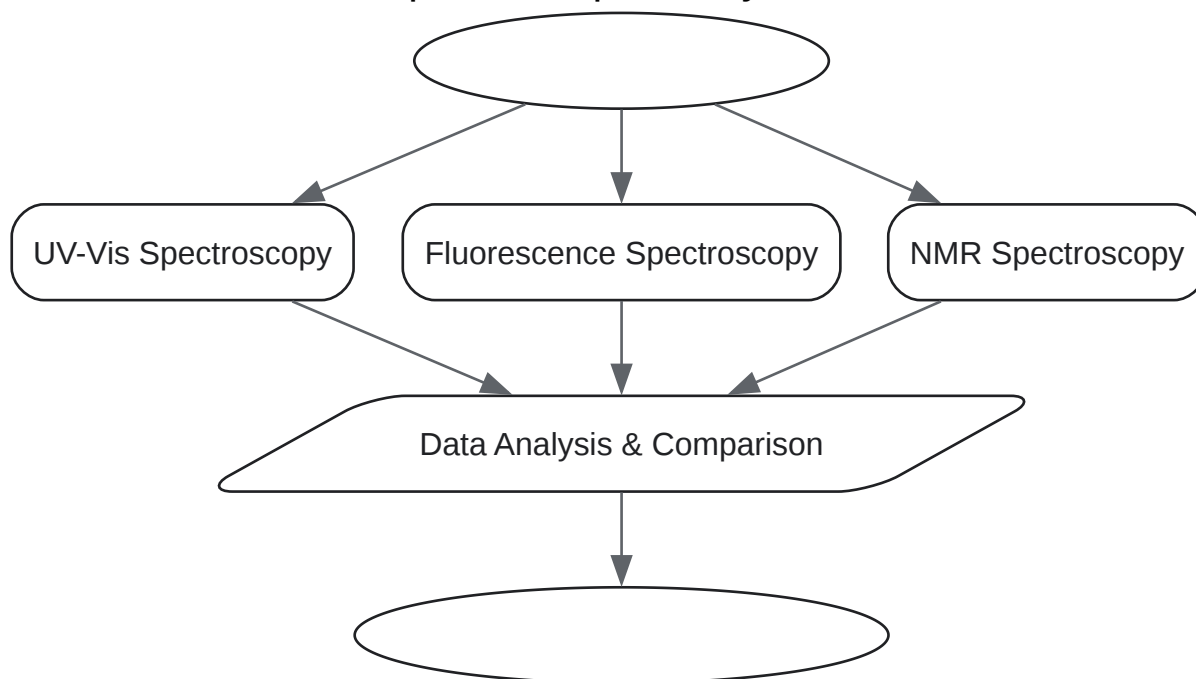 UV-Vis Spectroscopy
Fluorescence Spectroscopy
NMR Spectroscopy
Data Analysis & Comparison